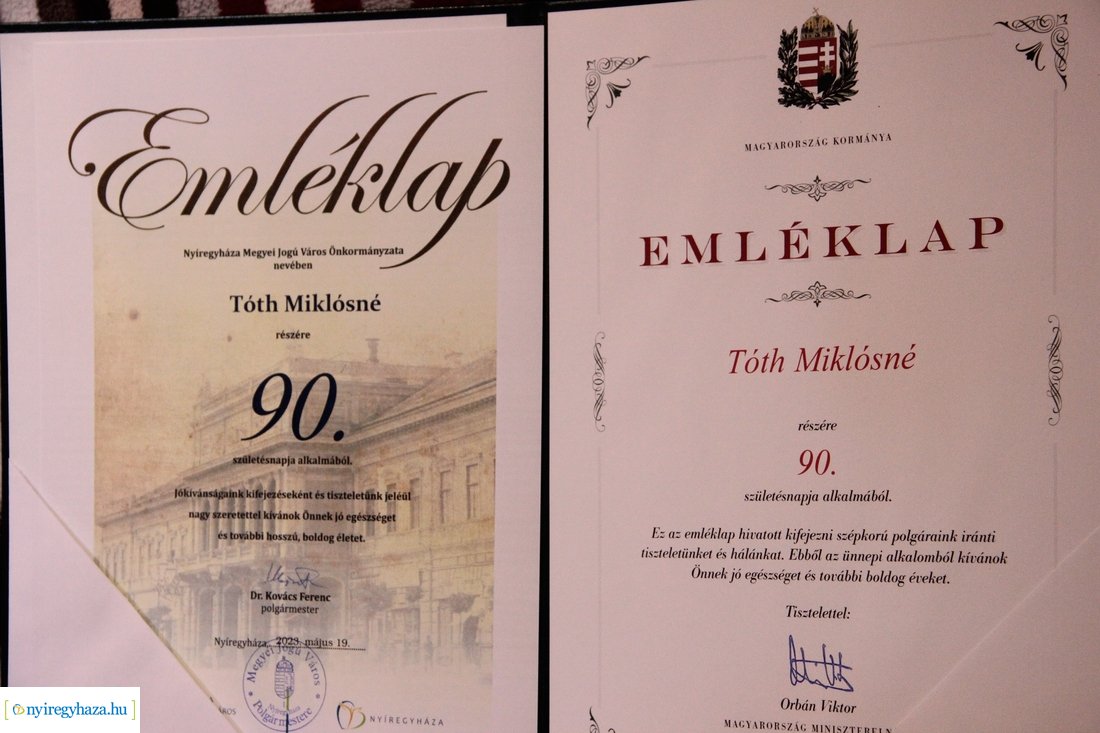 Emléklap
Nyíregyháza Megyei Jogú Város Önkormányzata
nevében
Tóth Miklósné
részére
90.
születésnapja alkalmából.
Jókívánságaink kifejezéseként és tiszteletünk jeléül
nagy szeretettel kívánok Önnek jó egészséget
és további hosszú, boldog életet.
Dr. Kovács Ferenc
polgármester
Nyíregyháza, 2023. május 19.
Megyei Jogú Város
Polgármestere
VÁROS
NYÍREGYHÁZA
nyiregyhaza.hu
MAGYARORSZÁG KORMÁNYA
EMLÉKLAP
Tóth Miklósné
részére
90.
születésnapja alkalmából.
Ez az emléklap hivatott kifejezni szépkorú polgáraink iránti
tiszteletünket és hálánkat. Ebből az ünnepi alkalomból kívánok
Önnek jó egészséget és további boldog éveket.
Tisztelettel:
Orbán Viktor
MAGYARORSZÁG MINISZTERELN